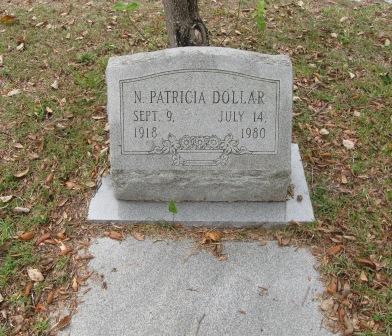 N. PATRICIA DOLLAR
SEPT. 9, JULY 14,
1918 1980